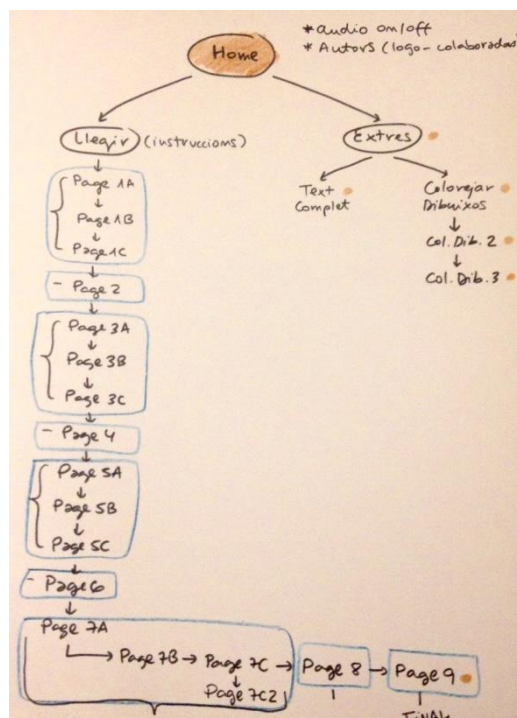 * audio on/off
* Autors (logo - colaboradas)
Home
Llegir (instruccions)
Extres
Page 1A
Page 1B
Page 1C
Text
Complet
Colorejar
Dibuixos
Col. Dib. 2
Col. Dib. 3
- Page 2
Page 3A
Page 3B
Page 3C
- Page 4
Page 5A
Page 5B
Page 5C
- Page 6
Page 7A
Page 7B Page 7C Page 8 Page 9
Page 7C2